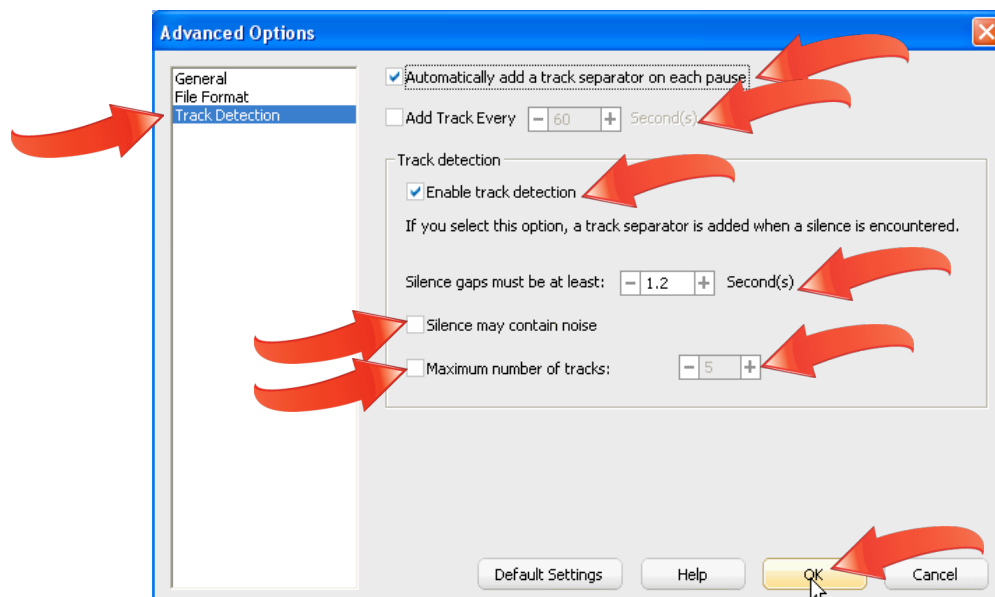 Advanced Options
General
File Format
Track Detection
Automatically add a track separator on each pause
Add Track Every 60 Second(s)
Track detection
Enable track detection
If you select this option, a track separator is added when a silence is encountered.
Silence gaps must be at least: 1.2 Second(s)
Silence may contain noise
Maximum number of tracks: 5
Default Settings Help OK Cancel